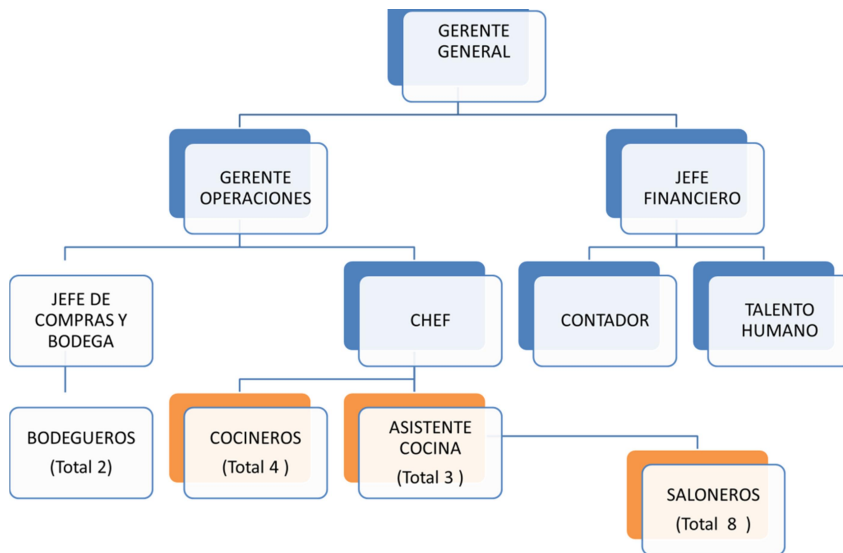 GERENTE
GENERAL
GERENTE
OPERACIONES
JEFE
FINANCIERO
JEFE DE
COMPRAS Y
BODEGA
CHEF
CONTADOR
TALENTO
HUMANO
BODEGUEROS
(Total 2)
COCINEROS
(Total 4 )
ASISTENTE
COCINA
(Total 3 )
SALONEROS
(Total 8 )